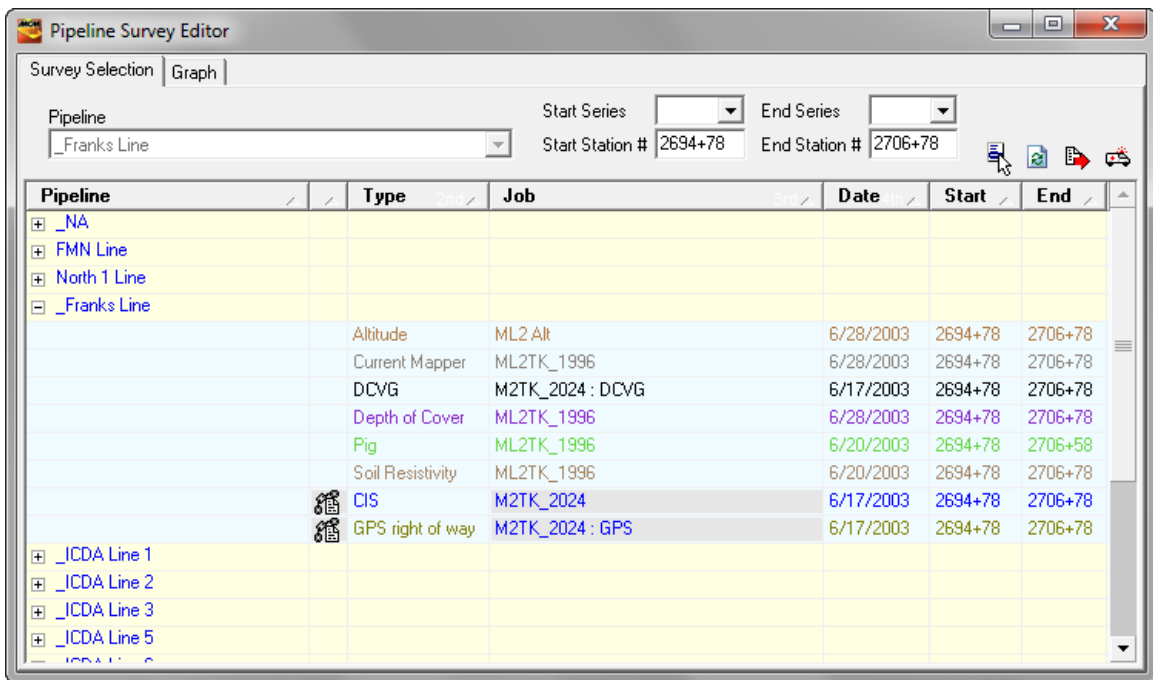 Pipeline Survey Editor
Survey Selection Graph
Pipeline Start Series End Series
_Franks Line Start Station # 2694+78 End Station # 2706+78
Pipeline Type 2nd Job 3rd Date 4th Start End
_NA
FMN Line
North 1 Line
_Franks Line
Altitude ML2 Alt 6/28/2003 2694+78 2706+78
Current Mapper ML2TK_1996 6/28/2003 2694+78 2706+78
DCVG M2TK_2024 : DCVG 6/17/2003 2694+78 2706+78
Depth of Cover ML2TK_1996 6/28/2003 2694+78 2706+78
Pig ML2TK_1996 6/20/2003 2694+78 2706+58
Soil Resistivity ML2TK_1996 6/20/2003 2694+78 2706+78
CIS M2TK_2024 6/17/2003 2694+78 2706+78
GPS right of way M2TK_2024 : GPS 6/17/2003 2694+78 2706+78
_ICDA Line 1
_ICDA Line 2
_ICDA Line 3
_ICDA Line 5